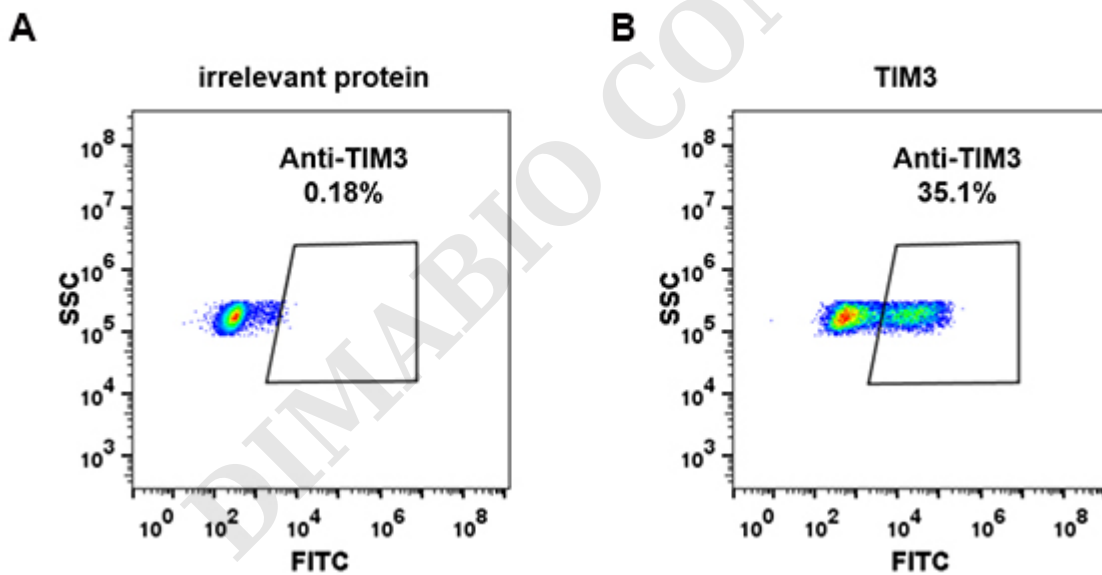 A
B
irrelevant protein
TIM3
Anti-TIM3
0.18%
Anti-TIM3
35.1%
10^8
10^7
10^6
10^5
10^4
10^3
SSC
10^0 10^2 10^4 10^6 10^8
FITC
10^8
10^7
10^6
10^5
10^4
10^3
SSC
10^0 10^2 10^4 10^6 10^8
FITC
DIMABIO CON